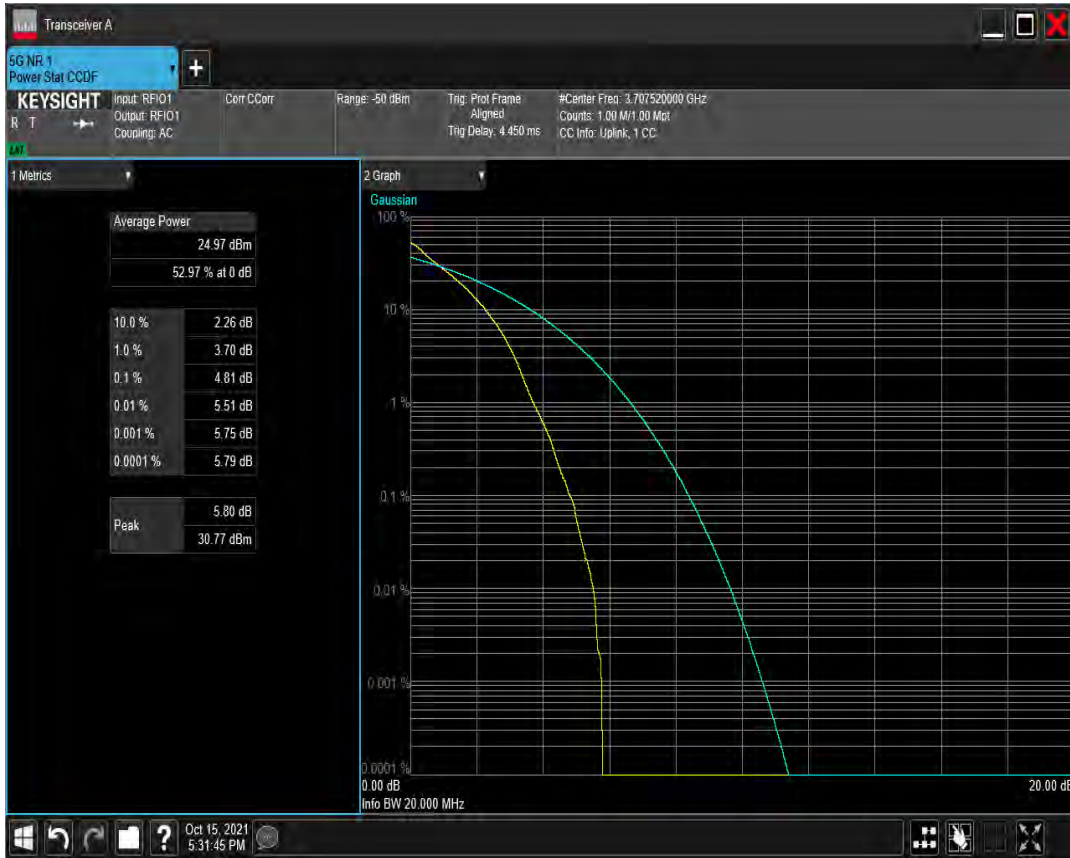 Transceiver A
5G NR 1
Power Stat CCDF
+
KEYSIGHT
R T
LXI
Input: RFIO1
Output: RFIO1
Coupling: AC
Corr CCorr
Range: -50 dBm
Trig: Prot Frame
Aligned
Trig Delay: 4.450 ms
#Center Freq: 3.707520000 GHz
Counts: 1.00 M/1.00 Mpt
CC Info: Uplink, 1 CC
1 Metrics
Average Power
24.97 dBm
52.97 % at 0 dB
10.0 % 2.26 dB
1.0 % 3.70 dB
0.1 % 4.81 dB
0.01 % 5.51 dB
0.001 % 5.75 dB
0.0001 % 5.79 dB
Peak 5.80 dB
30.77 dBm
2 Graph
Gaussian
100 %
10 %
1 %
0.1 %
0.01 %
0.001 %
0.0001 %
0.00 dB 20.00 dB
Info BW 20.000 MHz
?
Oct 15, 2021
5:31:45 PM